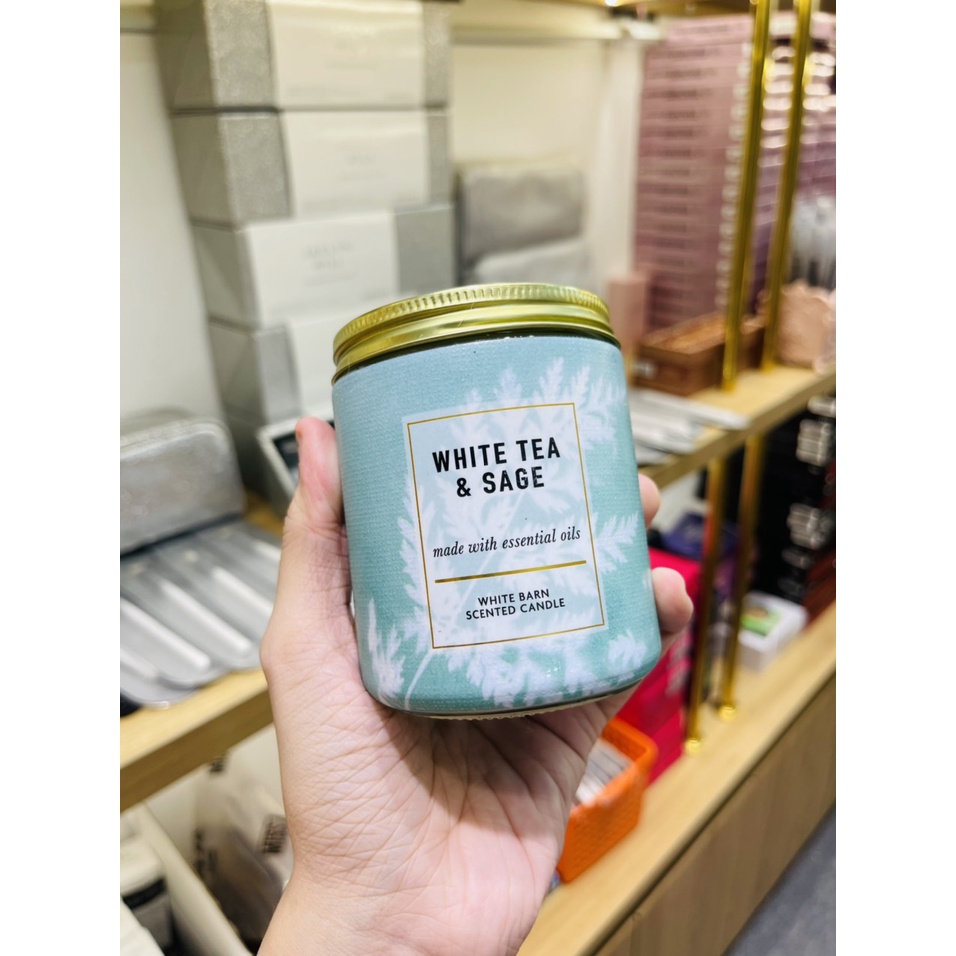 WHITE TEA
& SAGE
made with essential oils
WHITE BARN
SCENTED CANDLE